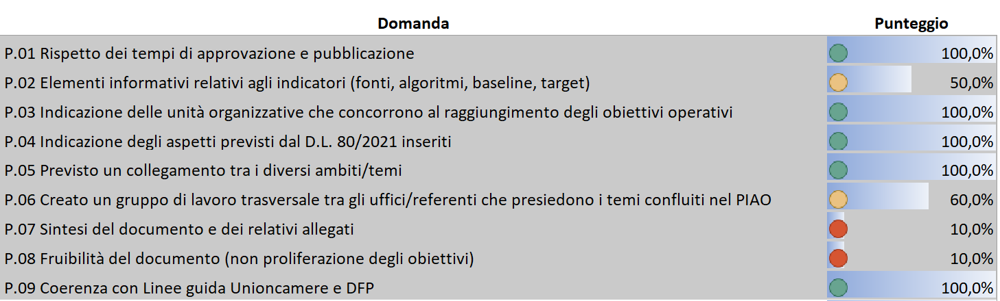 Domanda Punteggio
P.01 Rispetto dei tempi di approvazione e pubblicazione 100,0%
P.02 Elementi informativi relativi agli indicatori (fonti, algoritmi, baseline, target) 50,0%
P.03 Indicazione delle unità organizzative che concorrono al raggiungimento degli obiettivi operativi 100,0%
P.04 Indicazione degli aspetti previsti dal D.L. 80/2021 inseriti 100,0%
P.05 Previsto un collegamento tra i diversi ambiti/temi 100,0%
P.06 Creato un gruppo di lavoro trasversale tra gli uffici/referenti che presiedono i temi confluiti nel PIAO 60,0%
P.07 Sintesi del documento e dei relativi allegati 10,0%
P.08 Fruibilità del documento (non proliferazione degli obiettivi) 10,0%
P.09 Coerenza con Linee guida Unioncamere e DFP 100,0%